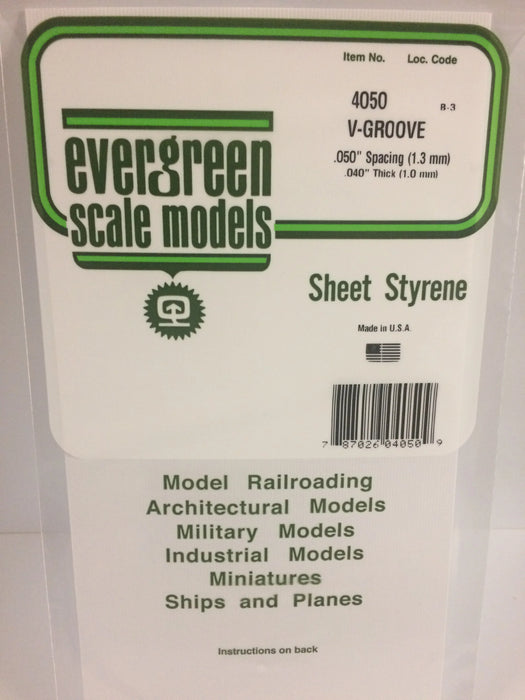 Item No. Loc. Code
4050 B-3
V-GROOVE
.050" Spacing (1.3 mm)
.040" Thick (1.0 mm)
evergreen
scale models
Sheet Styrene
Made in U.S.A.
7 87026 04050 9
Model Railroading
Architectural Models
Military Models
Industrial Models
Miniatures
Ships and Planes
Instructions on back